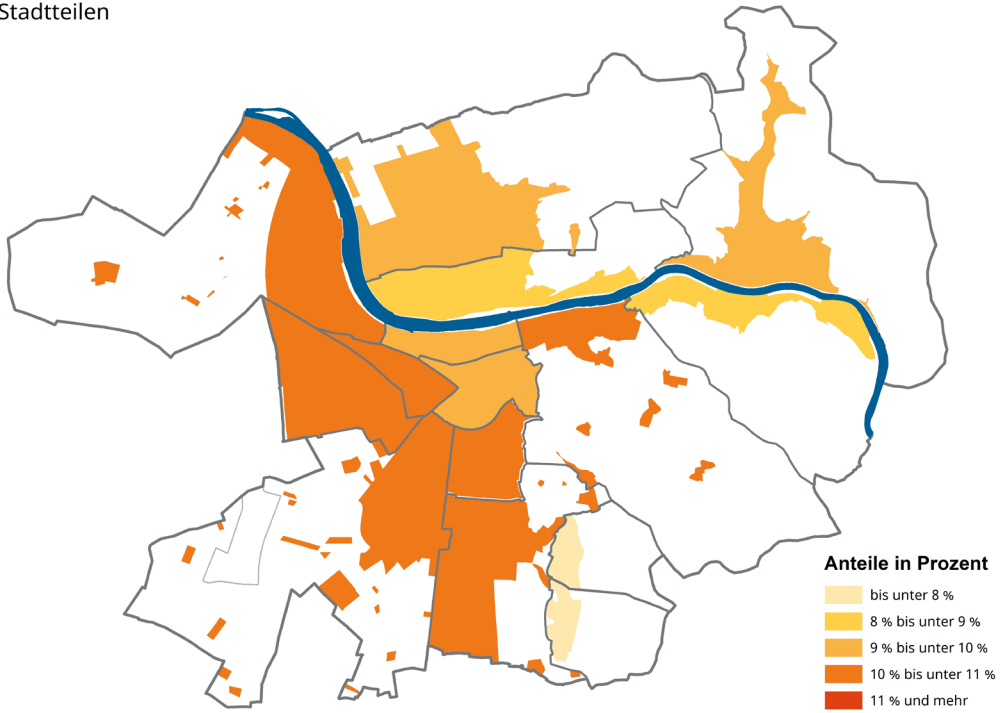 Stadtteilen
Anteile in Prozent
bis unter 8 %
8 % bis unter 9 %
9 % bis unter 10 %
10 % bis unter 11 %
11 % und mehr